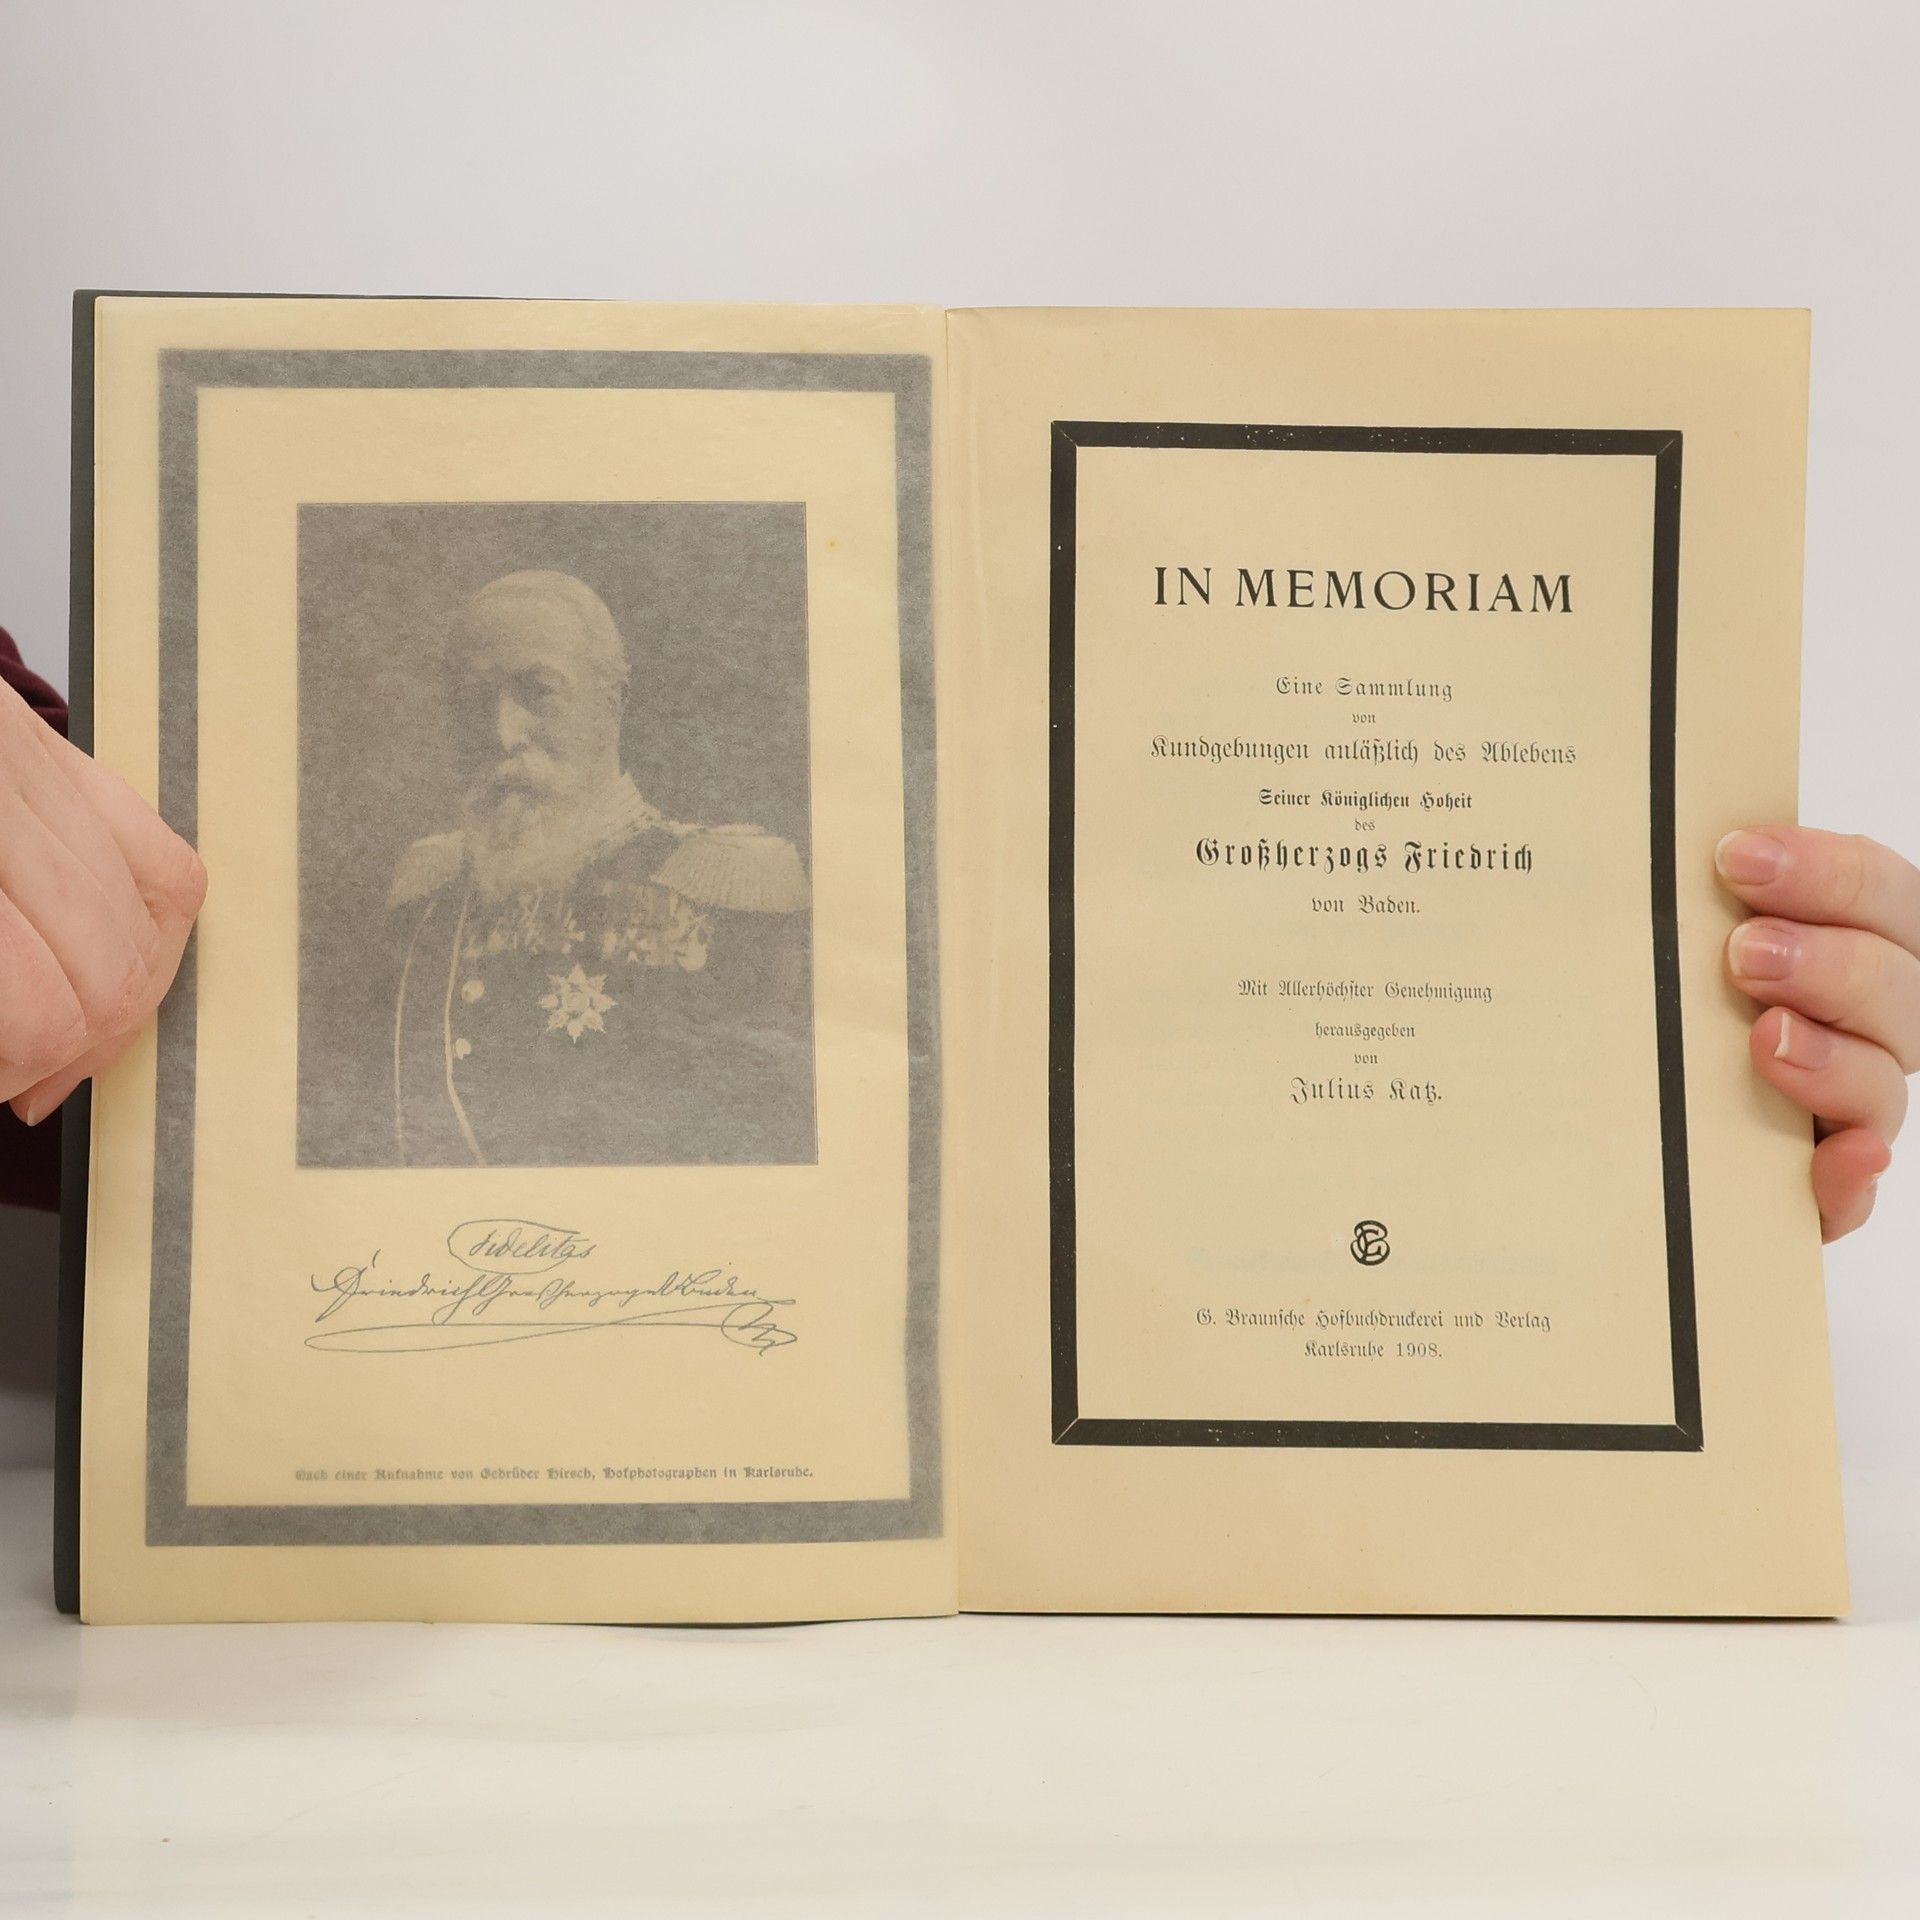 Fidelitas
Friedrich Großherzog v. Baden
Nach einer Aufnahme von Gebrüder Hirsch, Hofphotographen in Karlsruhe.
IN MEMORIAM
Eine Sammlung
von
Kundgebungen anläßlich des Ablebens
Seiner Königlichen Hoheit
des
Großherzogs Friedrich
von Baden.
Mit Allerhöchster Genehmigung
herausgegeben
von
Julius Katz.
G. Braunsche Hofbuchdruckerei und Verlag
Karlsruhe 1908.